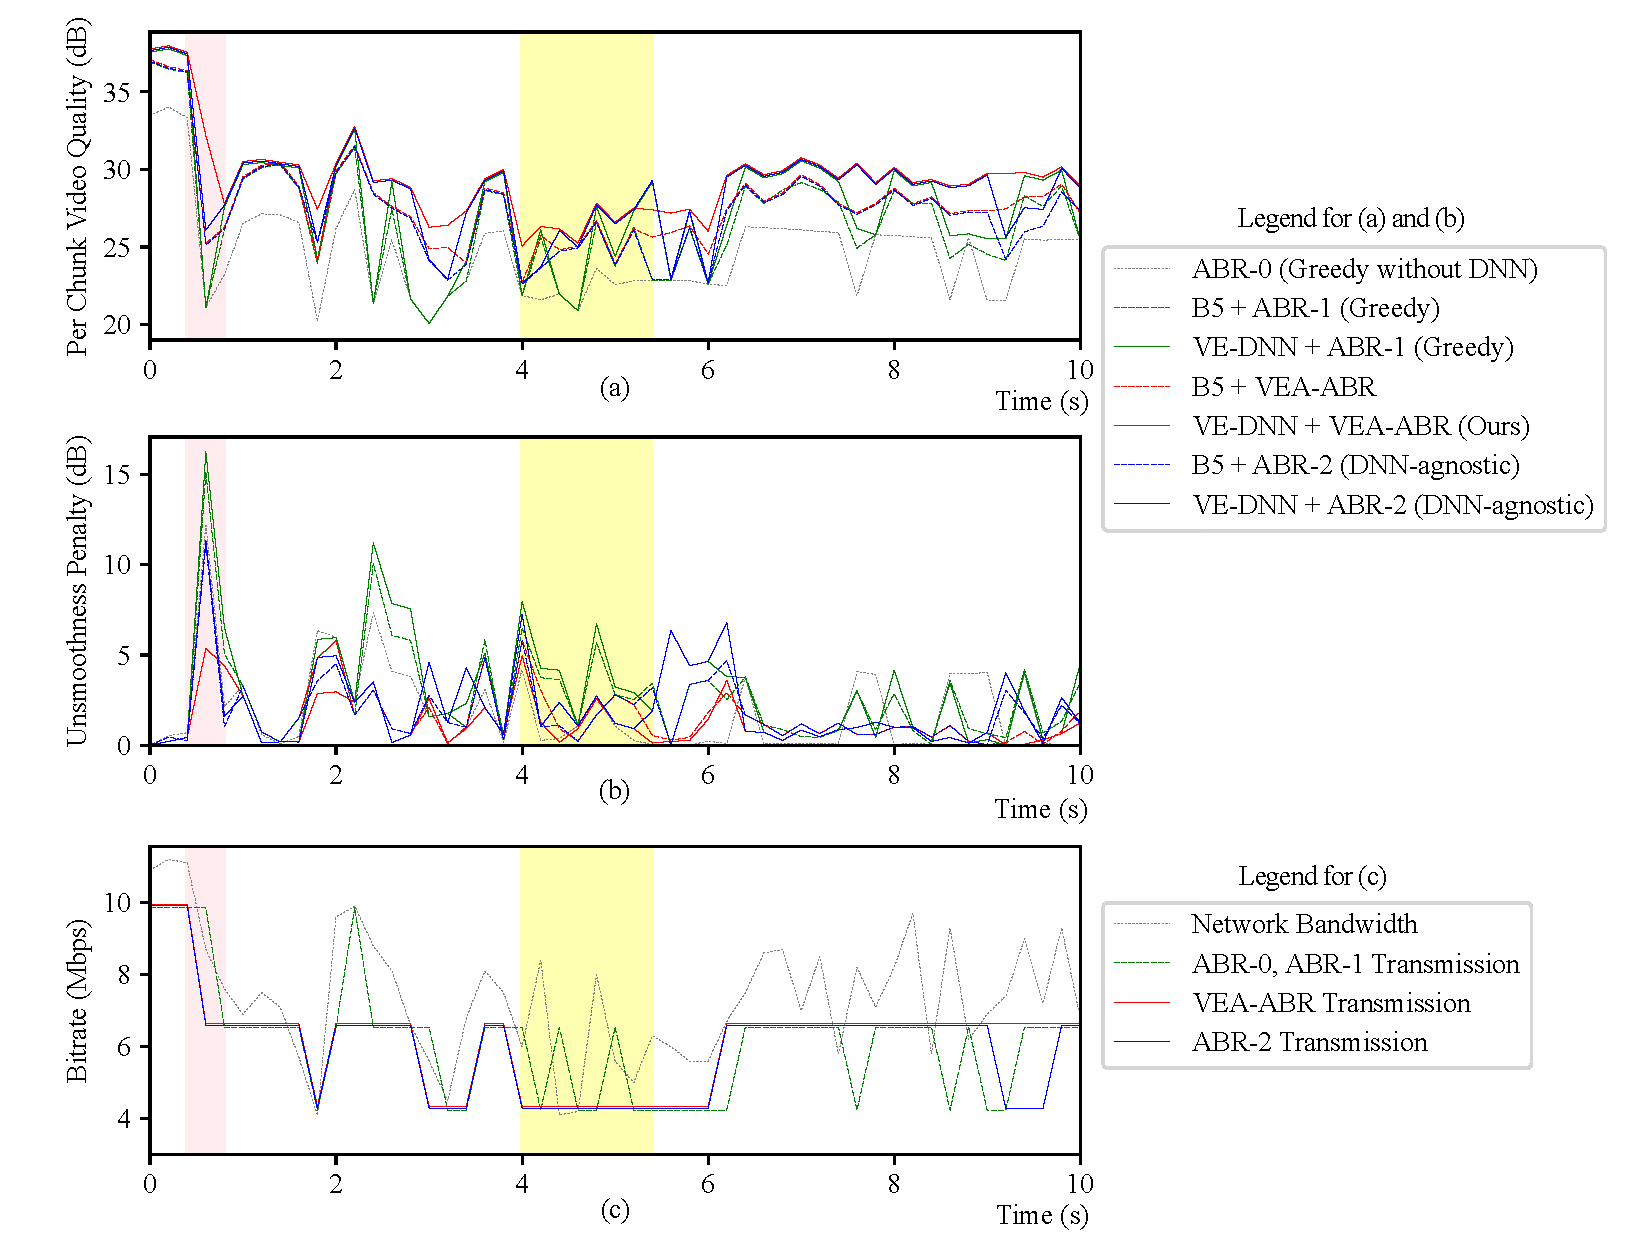 Per Chunk Video Quality (dB)
35
30
25
20
0 2 4 6 8 10
(a)
Time (s)
Legend for (a) and (b)
ABR-0 (Greedy without DNN)
B5 + ABR-1 (Greedy)
VE-DNN + ABR-1 (Greedy)
B5 + VEA-ABR
VE-DNN + VEA-ABR (Ours)
B5 + ABR-2 (DNN-agnostic)
VE-DNN + ABR-2 (DNN-agnostic)
Unsmoothness Penalty (dB)
15
10
5
0
0 2 4 6 8 10
(b)
Time (s)
Bitrate (Mbps)
10
8
6
4
0 2 4 6 8 10
(c)
Time (s)
Legend for (c)
Network Bandwidth
ABR-0, ABR-1 Transmission
VEA-ABR Transmission
ABR-2 Transmission